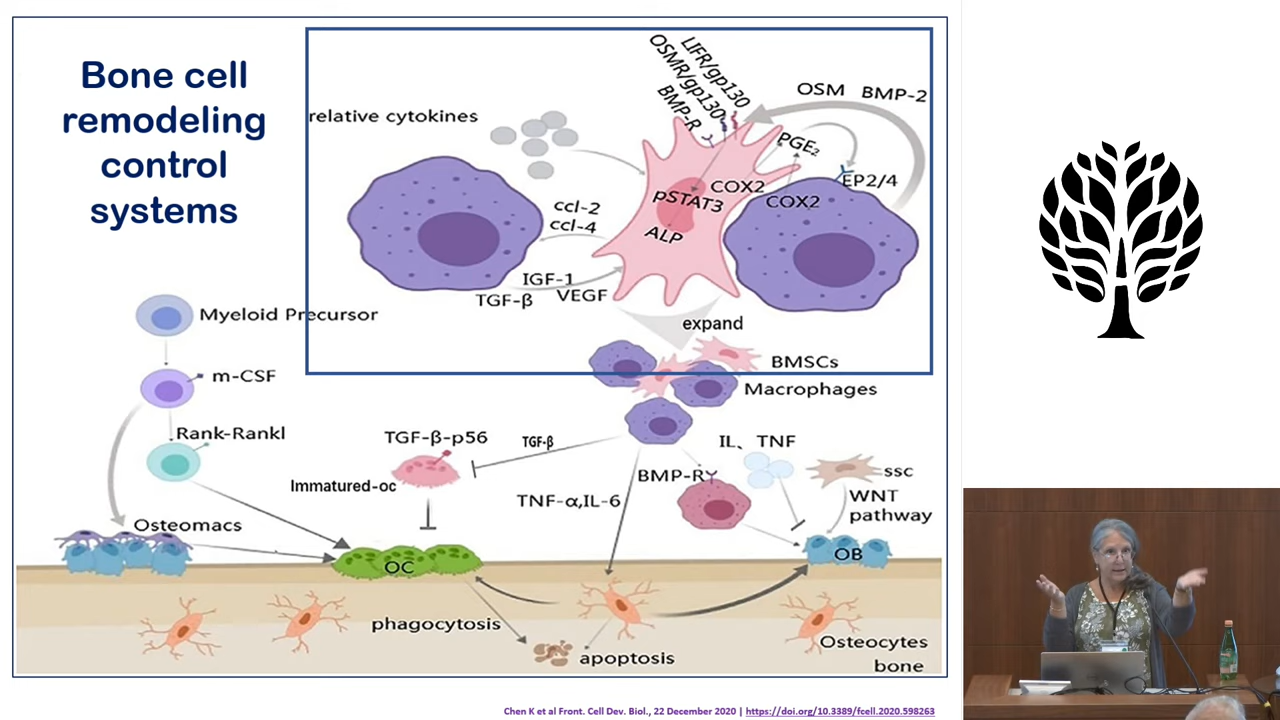 Bone cell
remodeling
control
systems
relative cytokines
LIFR/gp130
OSMR/gp130
BMP-R
OSM BMP-2
PGE₂
EP2/4
COX2
COX2
pSTAT3
ALP
ccl-2
ccl-4
IGF-1
TGF-β VEGF
expand
BMSCs
Macrophages
Myeloid Precursor
m-CSF
Rank-Rankl
Osteomacs
TGF-β-p56
Immatured-oc
TGF-β
TNF-α,IL-6
BMP-R
IL、TNF
ssc
WNT
pathway
OC
OB
phagocytosis
apoptosis
Osteocytes
bone
Chen K et al Front. Cell Dev. Biol., 22 December 2020 | https://doi.org/10.3389/fcell.2020.598263